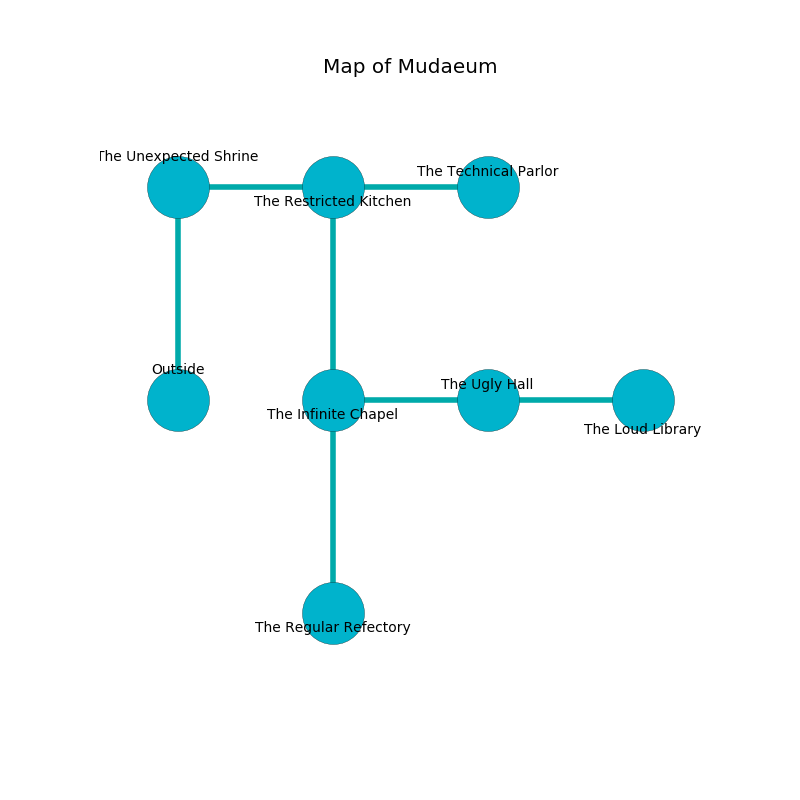 Map of Mudaeum
The Unexpected Shrine
The Technical Parlor
The Restricted Kitchen
Outside
The Ugly Hall
The Infinite Chapel
The Loud Library
The Regular Refectory